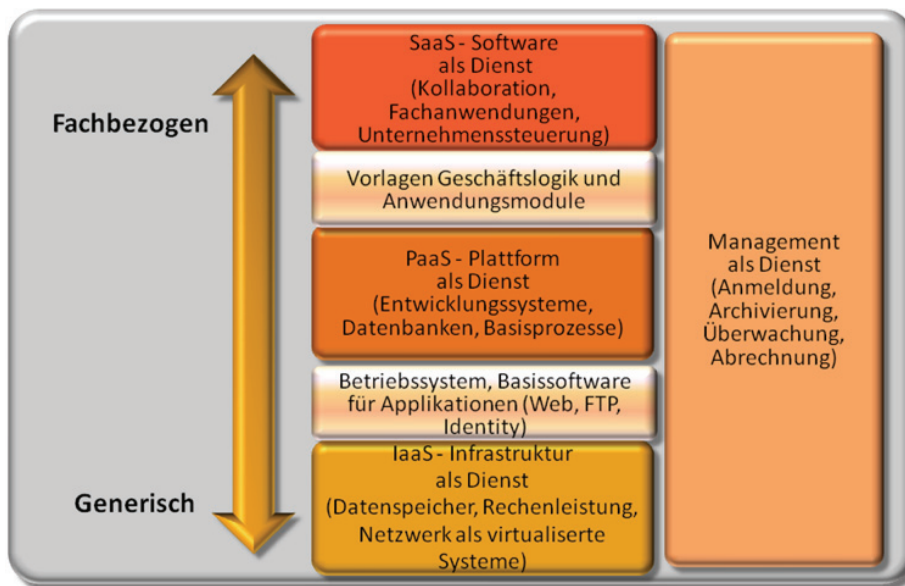 Fachbezogen
Generisch
SaaS - Software
als Dienst
(Kollaboration,
Fachanwendungen,
Unternehmenssteuerung)
Vorlagen Geschäftslogik und
Anwendungsmodule
PaaS - Plattform
als Dienst
(Entwicklungssysteme,
Datenbanken, Basisprozesse)
Betriebssystem, Basissoftware
für Applikationen (Web, FTP,
Identity)
IaaS - Infrastruktur
als Dienst
(Datenspeicher, Rechenleistung,
Netzwerk als virtualiserte
Systeme)
Management
als Dienst
(Anmeldung,
Archivierung,
Überwachung,
Abrechnung)